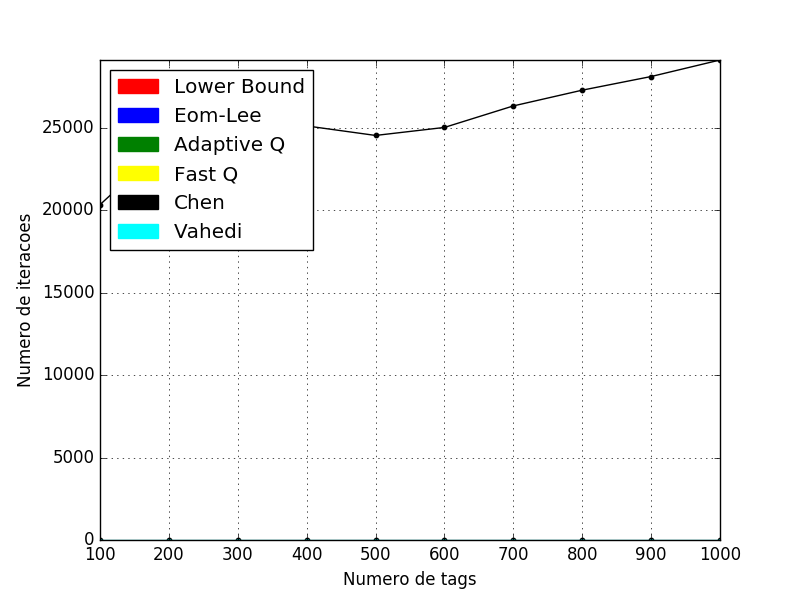 Lower Bound
Eom-Lee
Adaptive Q
Fast Q
Chen
Vahedi
25000
20000
15000
10000
5000
0
Numero de iteracoes
100 200 300 400 500 600 700 800 900 1000
Numero de tags